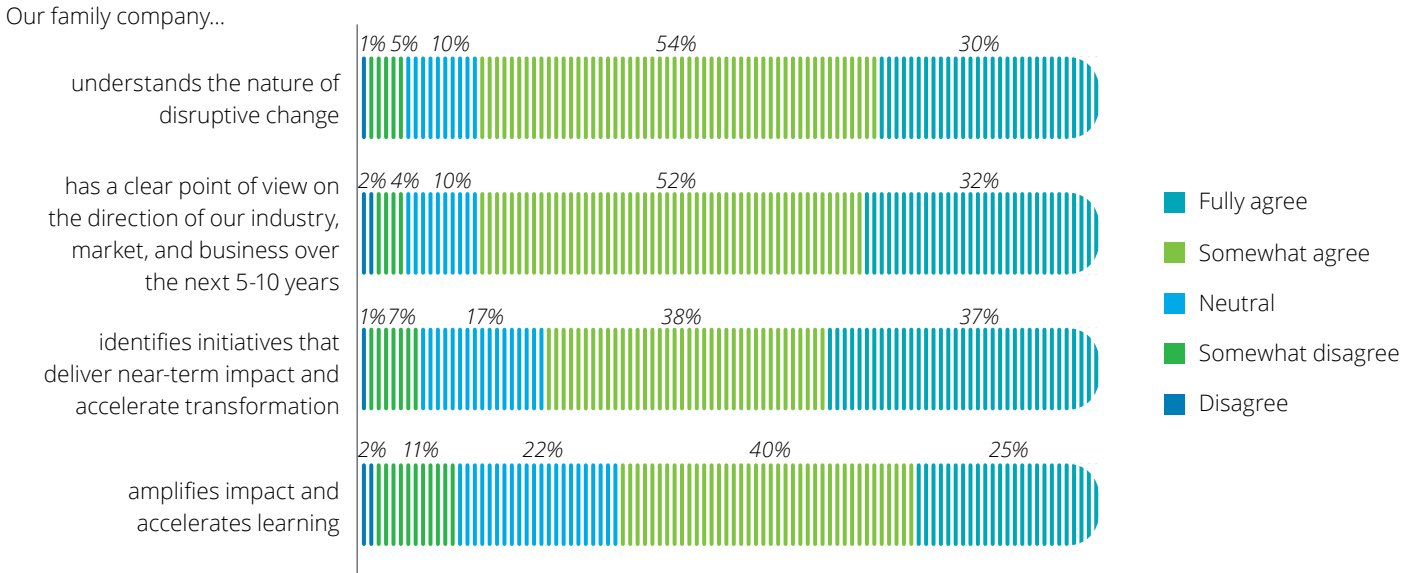 Our family company...
1% 5% 10% 54% 30%
understands the nature of
disruptive change
2% 4% 10% 52% 32%
has a clear point of view on
the direction of our industry,
market, and business over
the next 5-10 years
1% 7% 17% 38% 37%
identifies initiatives that
deliver near-term impact and
accelerate transformation
2% 11% 22% 40% 25%
amplifies impact and
accelerates learning
Fully agree
Somewhat agree
Neutral
Somewhat disagree
Disagree